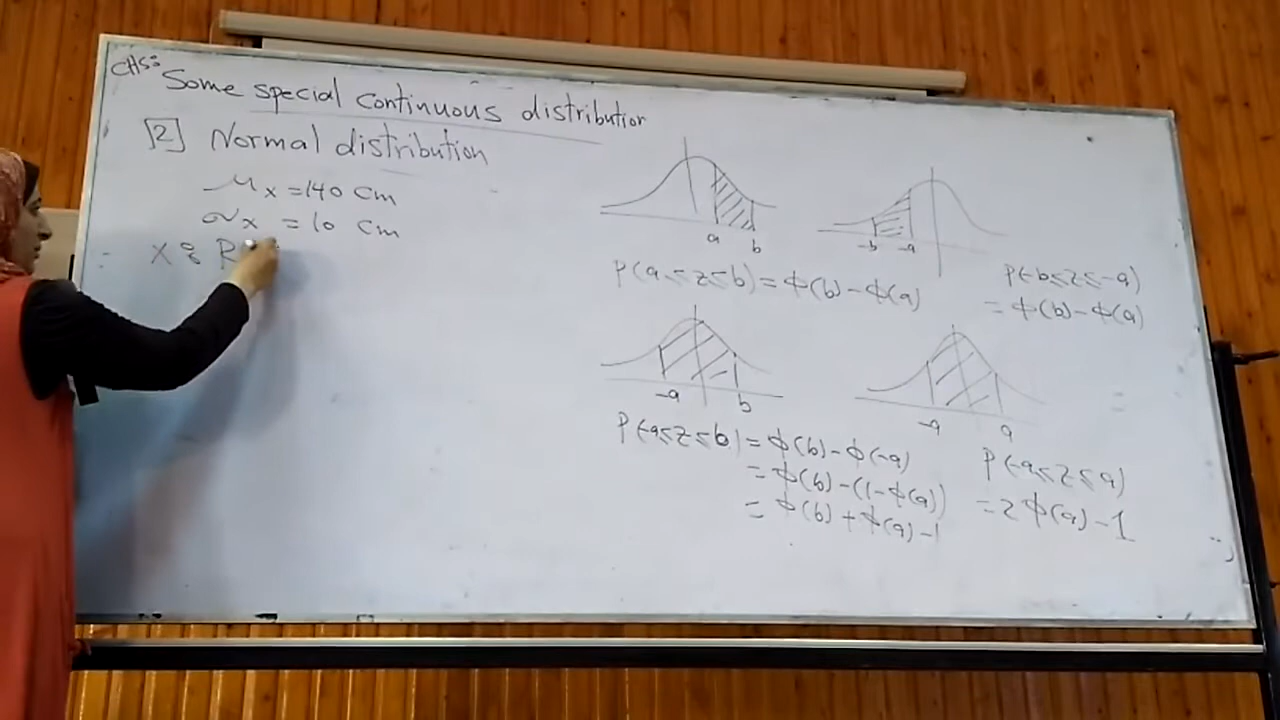 CH5:
Some special continuous distribution
[2] Normal distribution
μx = 140 cm
σx = 10 cm
X : R
a b
P(a≤z≤b) = Φ(b) - Φ(a)
-b -a
P(-b≤z≤-a)
= Φ(b) - Φ(a)
-a b
P(-a≤z≤b) = Φ(b) - Φ(-a)
= Φ(b) - (1 - Φ(a))
= Φ(b) + Φ(a) - 1
-a a
P(-a≤z≤a)
= 2Φ(a) - 1